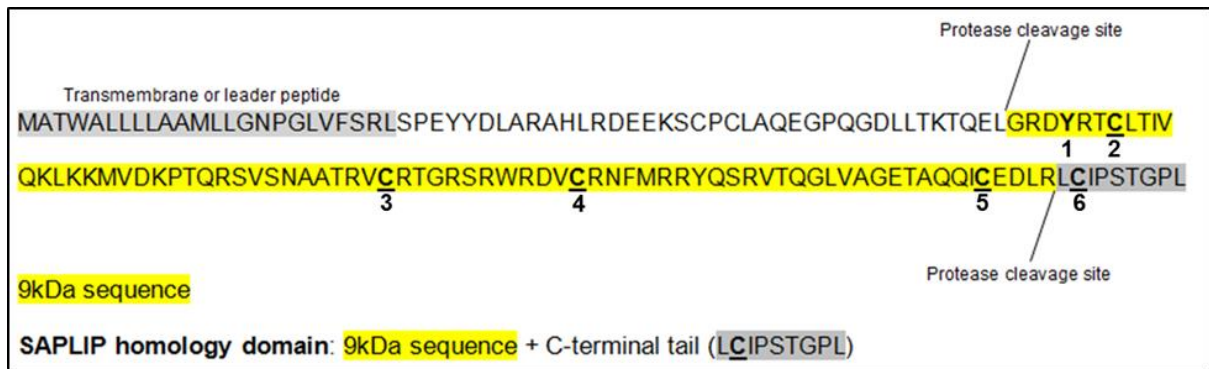 Protease cleavage site
Transmembrane or leader peptide
MATWALLLLAAMLLGNPGLVFSRLSPEYYDLARAHLRDEEKSCPCLAQEGPQGDLLTKTQELGRDYRTCLTIV
1 2
QKLKKMVDKPTQRSVSNAATRVCRTGRSRWRDVCRNFMRRYQSRVTQGLVAGETAQQICEDLRLCIPSTGPL
3 4 5 6
Protease cleavage site
9kDa sequence
SAPLIP homology domain: 9kDa sequence + C-terminal tail (LCIPSTGPL)